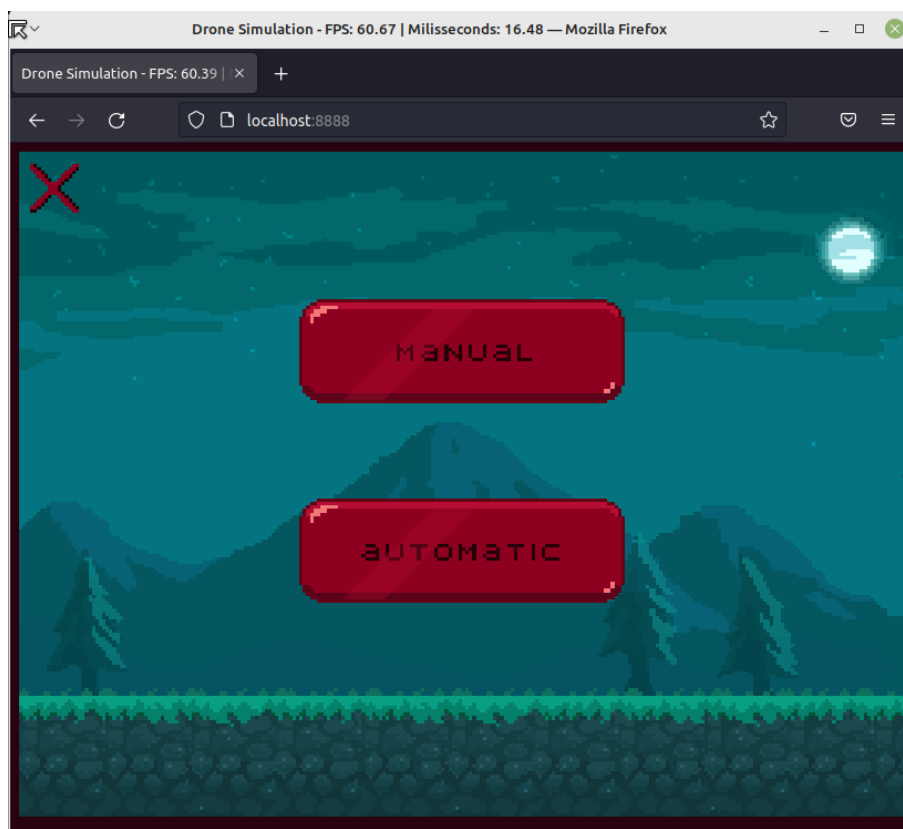 Drone Simulation - FPS: 60.67 | Milisseconds: 16.48 — Mozilla Firefox
Drone Simulation - FPS: 60.39 |
localhost:8888
MANUAL
AUTOMATIC